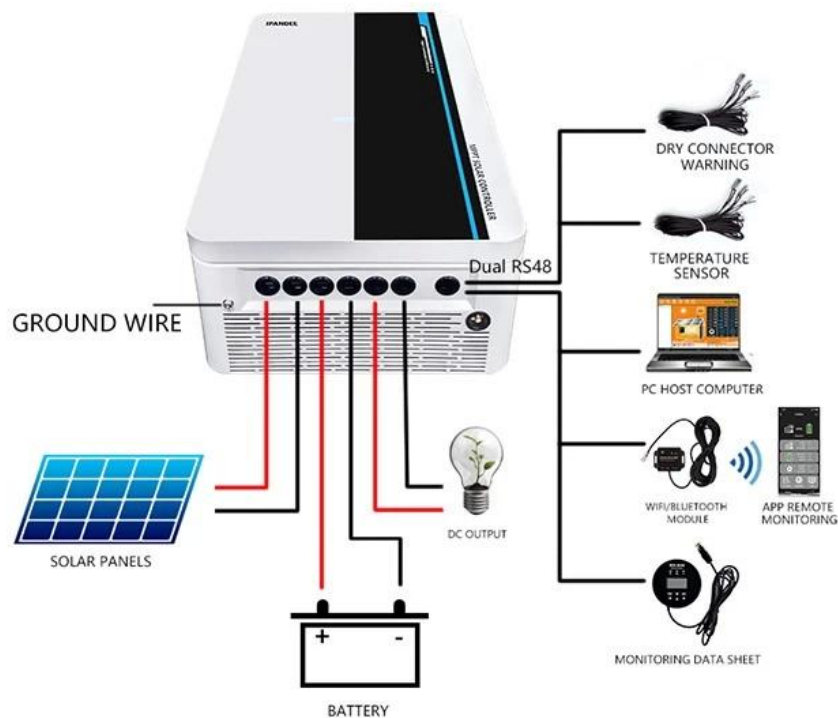 IPANDEE
MPPT SOLAR CONTROLLER
DRY CONNECTOR
WARNING
TEMPERATURE
SENSOR
Dual RS48
GROUND WIRE
PC HOST COMPUTER
WIFI/BLUETOOTH
MODULE
APP REMOTE
MONITORING
SOLAR PANELS
DC OUTPUT
+
-
BATTERY
MONITORING DATA SHEET